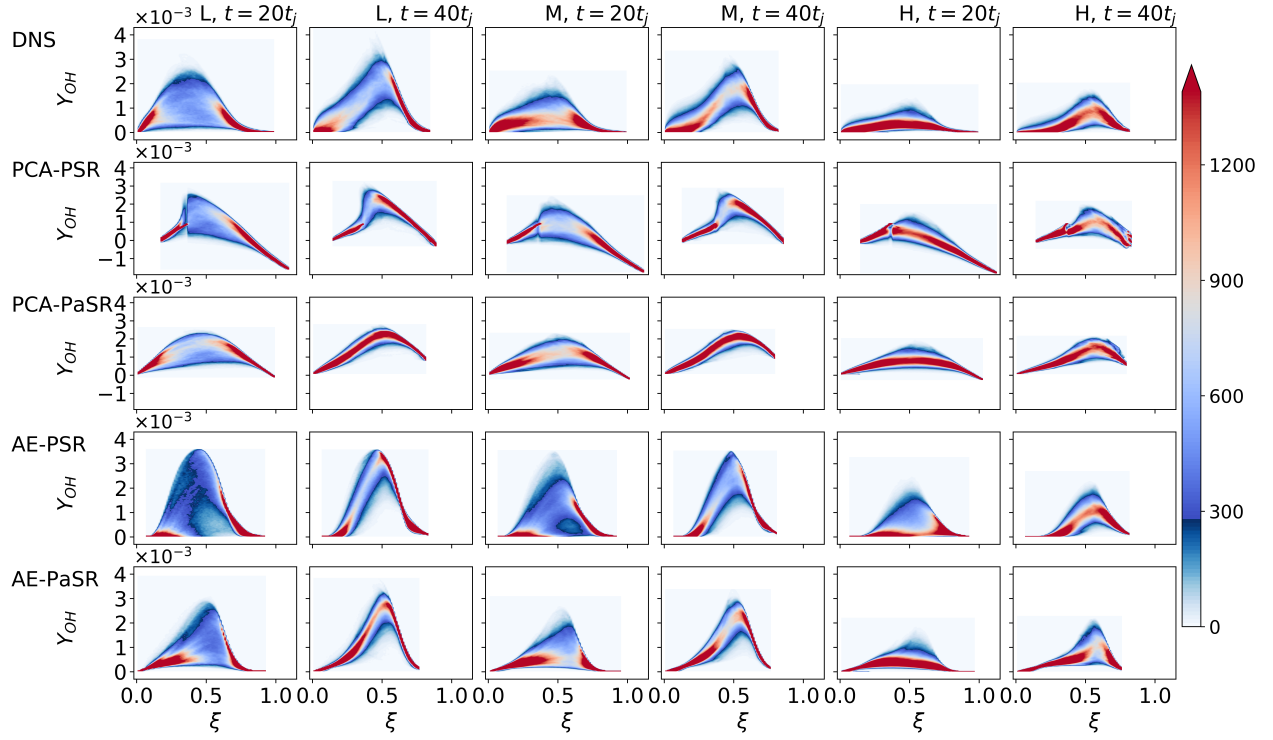 L, t = 20t_j L, t = 40t_j M, t = 20t_j M, t = 40t_j H, t = 20t_j H, t = 40t_j
×10⁻³
DNS
Y_OH
4
3
2
1
0
×10⁻³
PCA-PSR
Y_OH
4
3
2
1
0
−1
×10⁻³
PCA-PaSR
Y_OH
4
3
2
1
0
−1
×10⁻³
AE-PSR
Y_OH
4
3
2
1
0
×10⁻³
AE-PaSR
Y_OH
4
3
2
1
0
0.0 0.5 1.0 0.0 0.5 1.0 0.0 0.5 1.0 0.0 0.5 1.0 0.0 0.5 1.0 0.0 0.5 1.0
ξ ξ ξ ξ ξ ξ
1200
900
600
300
0